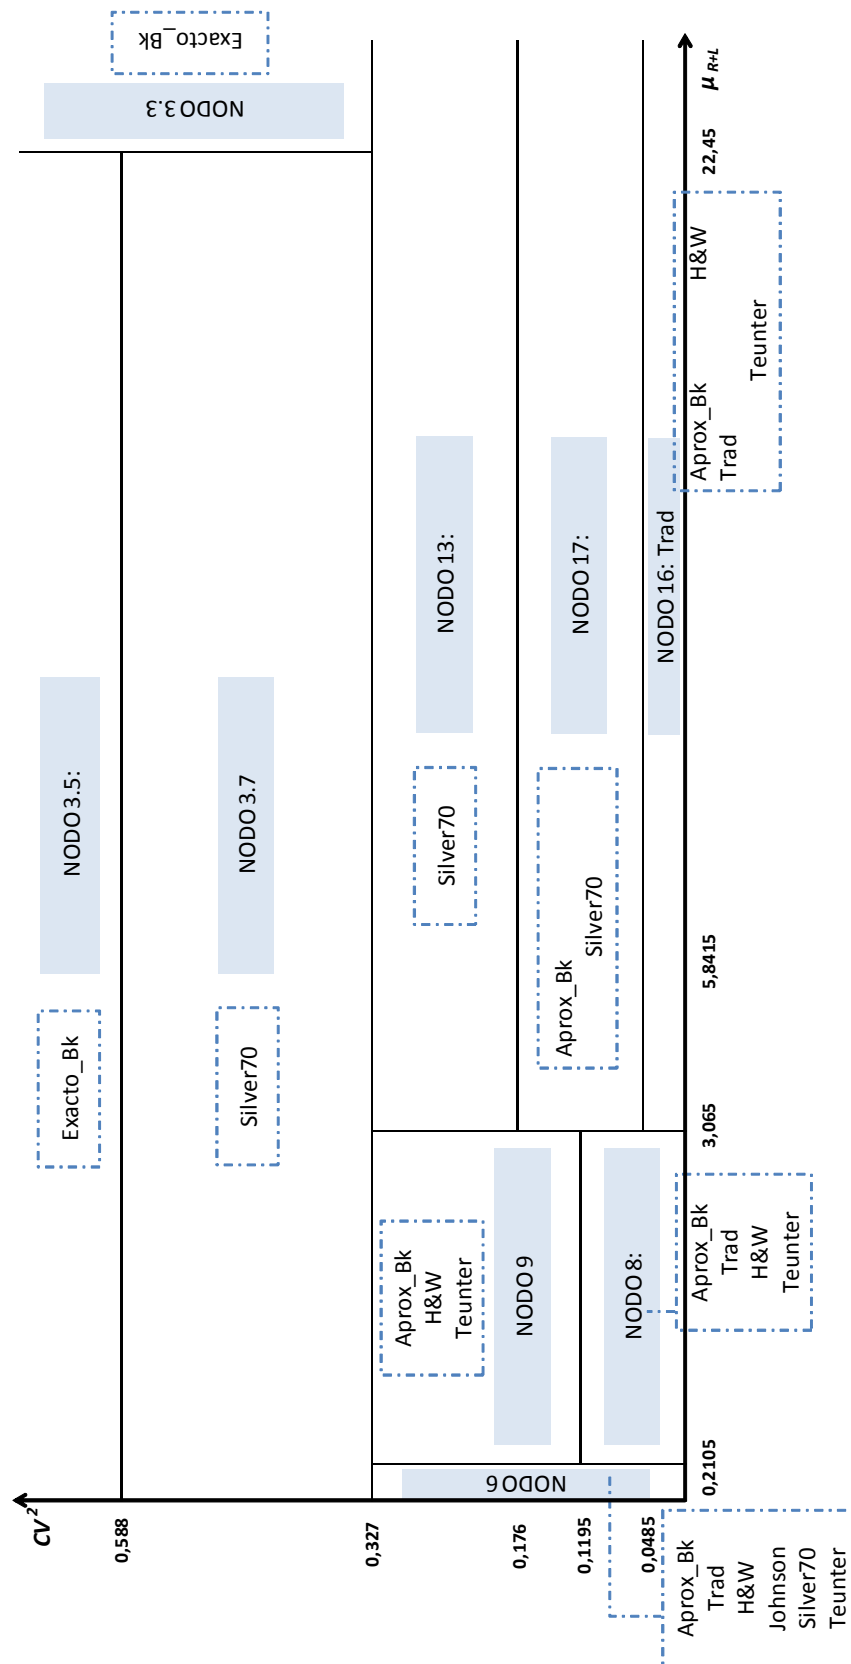 CV²
0,588
0,327
0,176
0,1195
0,0485
Exacto_Bk
NODO 3.5:
NODO 3.3
Exacto_Bk
Silver70
NODO 3.7
Aprox_Bk
H&W
Teunter
NODO 9
Silver70
NODO 13:
Aprox_Bk
Silver70
NODO 17:
NODO 6
NODO 8:
NODO 16: Trad
Aprox_Bk
Trad
H&W
Johnson
Silver70
Teunter
Aprox_Bk
Trad
H&W
Teunter
Aprox_Bk H&W
Trad
Teunter
0,2105
3,065
5,8415
22,45
μ R+L